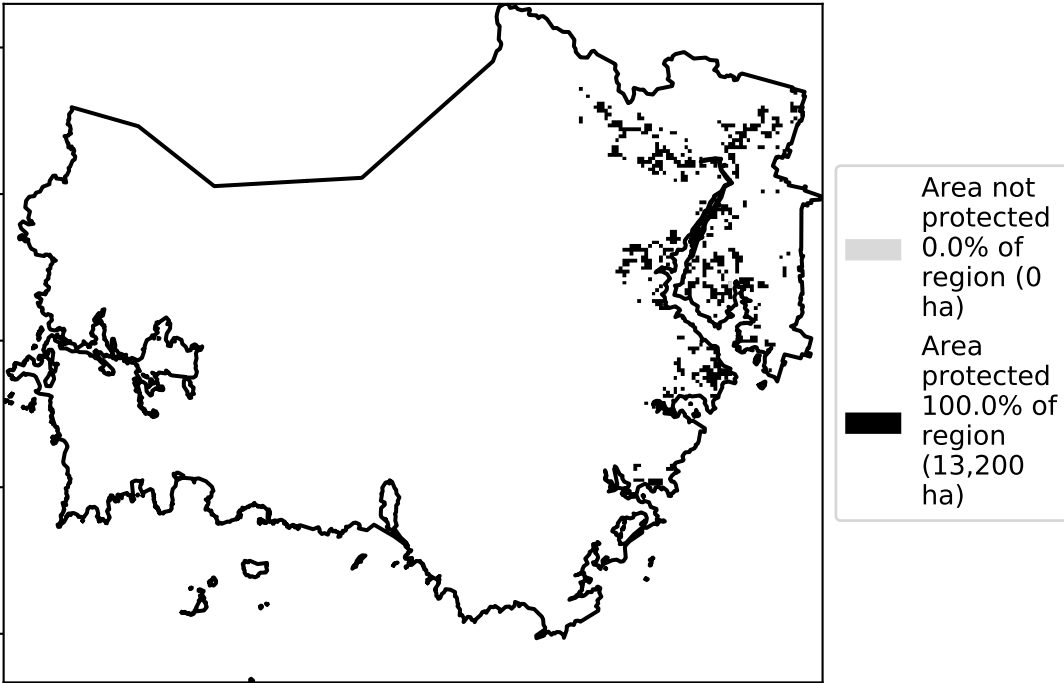 Area not
protected
0.0% of
region (0
ha)
Area
protected
100.0% of
region
(13,200
ha)